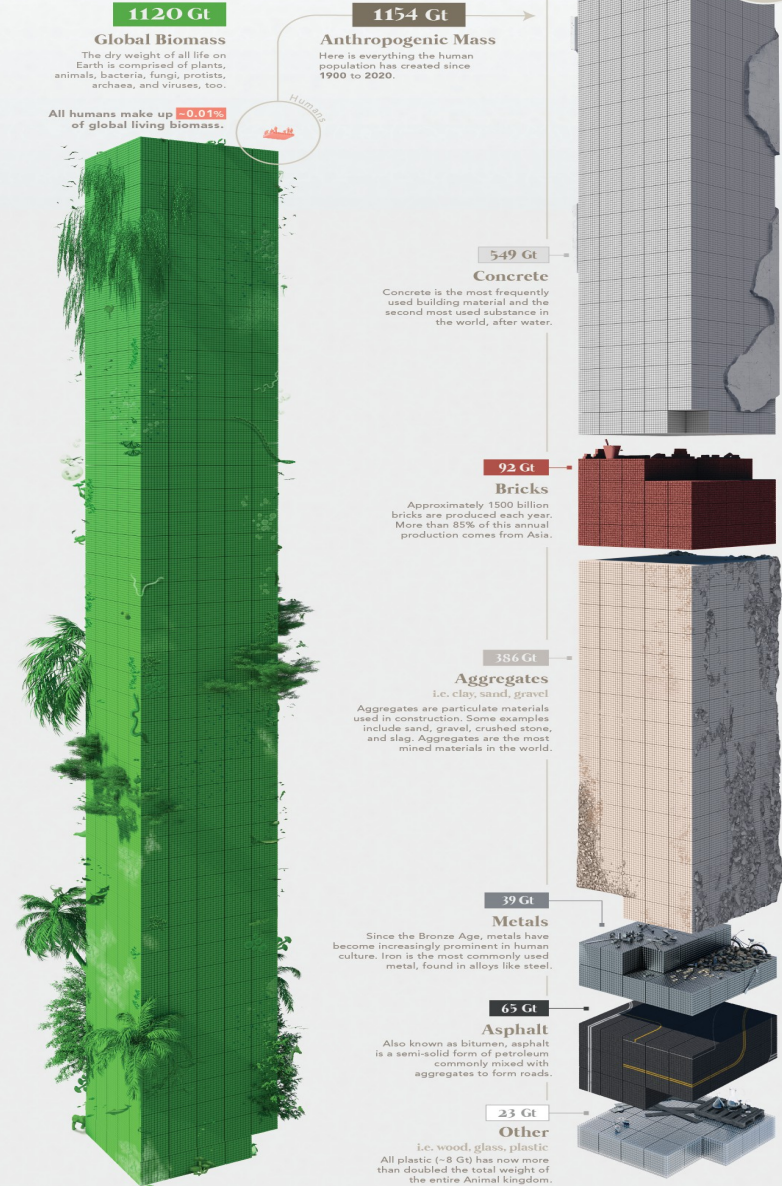 1120 Gt
Global Biomass
The dry weight of all life on
Earth is comprised of plants,
animals, bacteria, fungi, protists,
archaea, and viruses, too.
All humans make up ~0.01%
of global living biomass.
Humans
1154 Gt
Anthropogenic Mass
Here is everything the human
population has created since
1900 to 2020.
549 Gt
Concrete
Concrete is the most frequently
used building material and the
second most used substance in
the world, after water.
92 Gt
Bricks
Approximately 1500 billion
bricks are produced each year.
More than 85% of this annual
production comes from Asia.
386 Gt
Aggregates
i.e. clay, sand, gravel
Aggregates are particulate materials
used in construction. Some examples
include sand, gravel, crushed stone,
and slag. Aggregates are the most
mined materials in the world.
39 Gt
Metals
Since the Bronze Age, metals have
become increasingly prominent in human
culture. Iron is the most commonly used
metal, found in alloys like steel.
65 Gt
Asphalt
Also known as bitumen, asphalt
is a semi-solid form of petroleum
commonly mixed with
aggregates to form roads.
23 Gt
Other
i.e. wood, glass, plastic
All plastic (~8 Gt) has now more
than doubled the total weight of
the entire Animal kingdom.